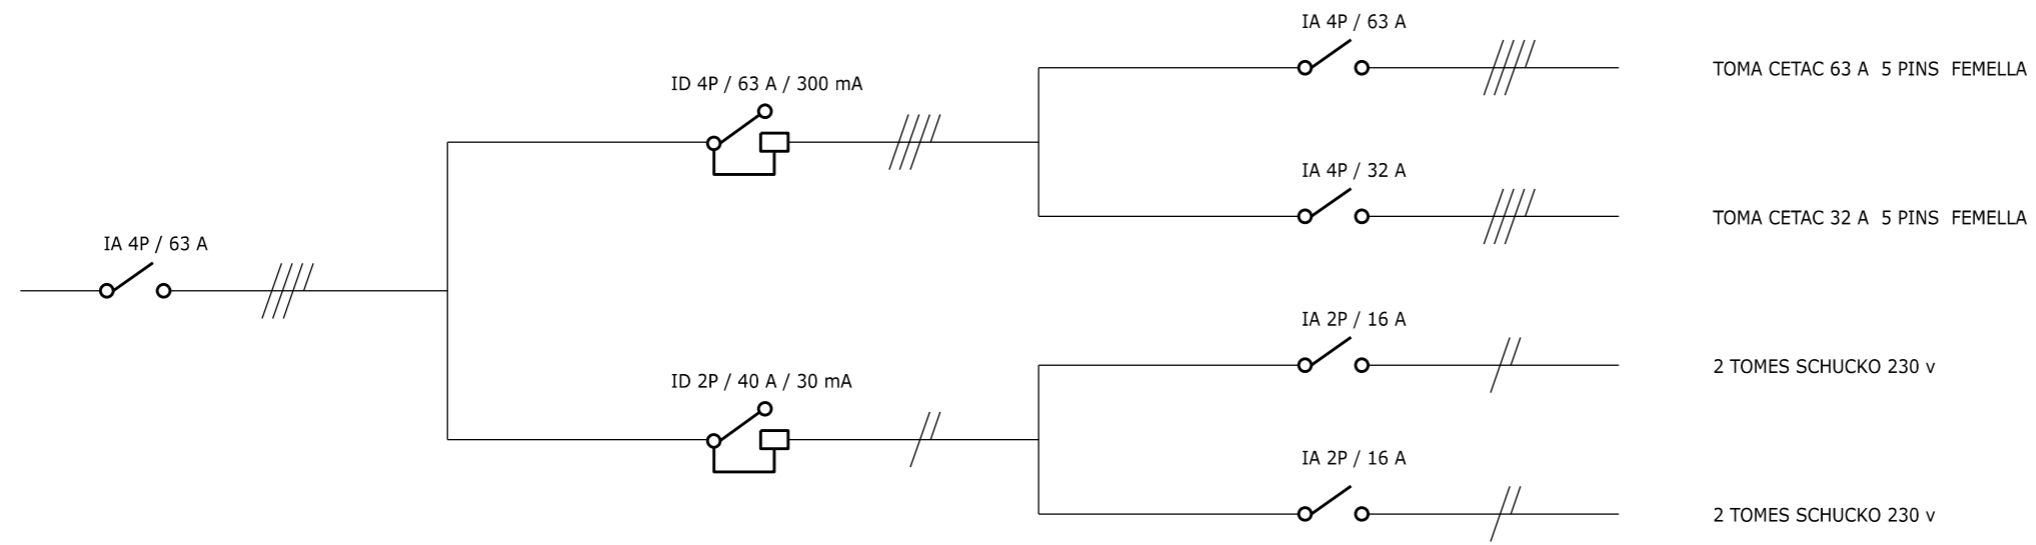 IA 4P / 63 A
ID 4P / 63 A / 300 mA
TOMA CETAC 63 A  5 PINS  FEMELLA
IA 4P / 32 A
TOMA CETAC 32 A  5 PINS  FEMELLA
IA 4P / 63 A
IA 2P / 16 A
2 TOMES SCHUCKO 230 v
ID 2P / 40 A / 30 mA
IA 2P / 16 A
2 TOMES SCHUCKO 230 v